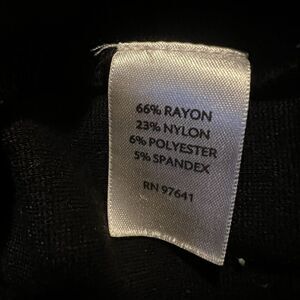 66% RAYON
23% NYLON
6% POLYESTER
5% SPANDEX
RN 97641